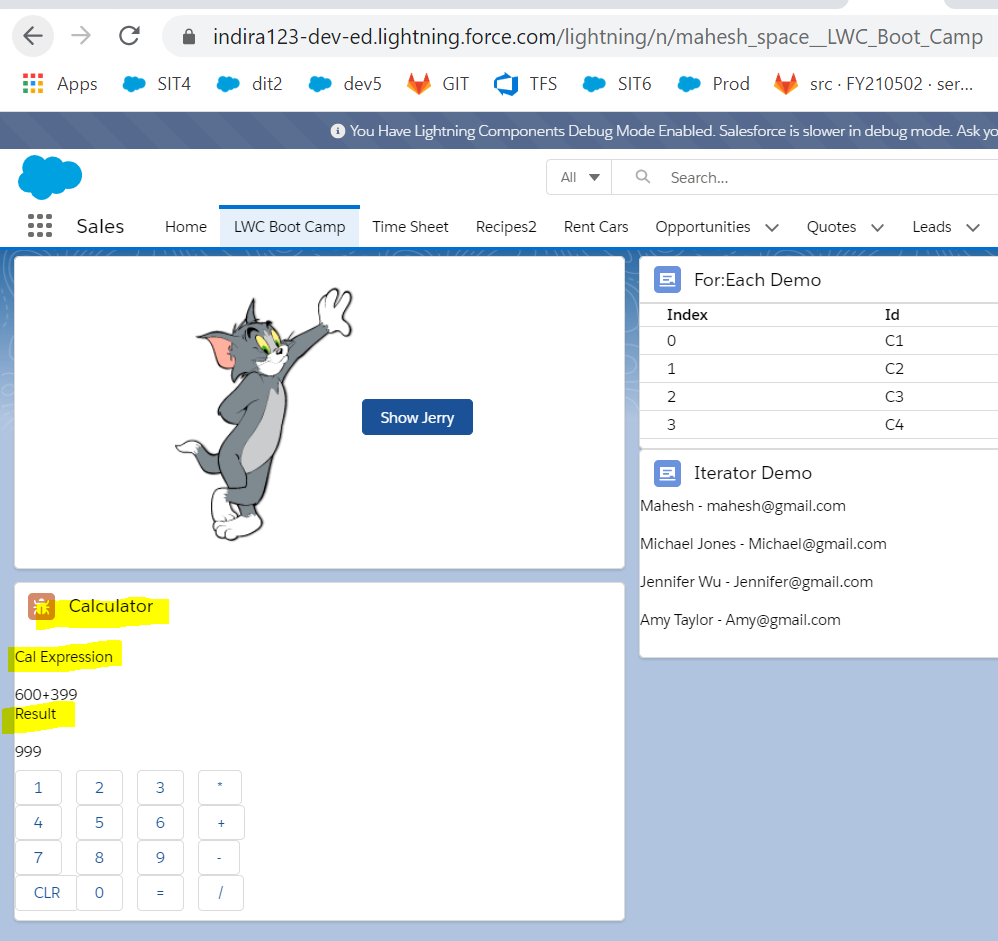 indira123-dev-ed.lightning.force.com/lightning/n/mahesh_space__LWC_Boot_Camp
Apps SIT4 dit2 dev5 GIT TFS SIT6 Prod src · FY210502 · ser...
You Have Lightning Components Debug Mode Enabled. Salesforce is slower in debug mode. Ask yo
All Search...
Sales Home LWC Boot Camp Time Sheet Recipes2 Rent Cars Opportunities Quotes Leads
Show Jerry
Calculator
Cal Expression
600+399
Result
999
1 2 3 *
4 5 6 +
7 8 9 -
CLR 0 = /
For:Each Demo
Index Id
0 C1
1 C2
2 C3
3 C4
Iterator Demo
Mahesh - mahesh@gmail.com
Michael Jones - Michael@gmail.com
Jennifer Wu - Jennifer@gmail.com
Amy Taylor - Amy@gmail.com